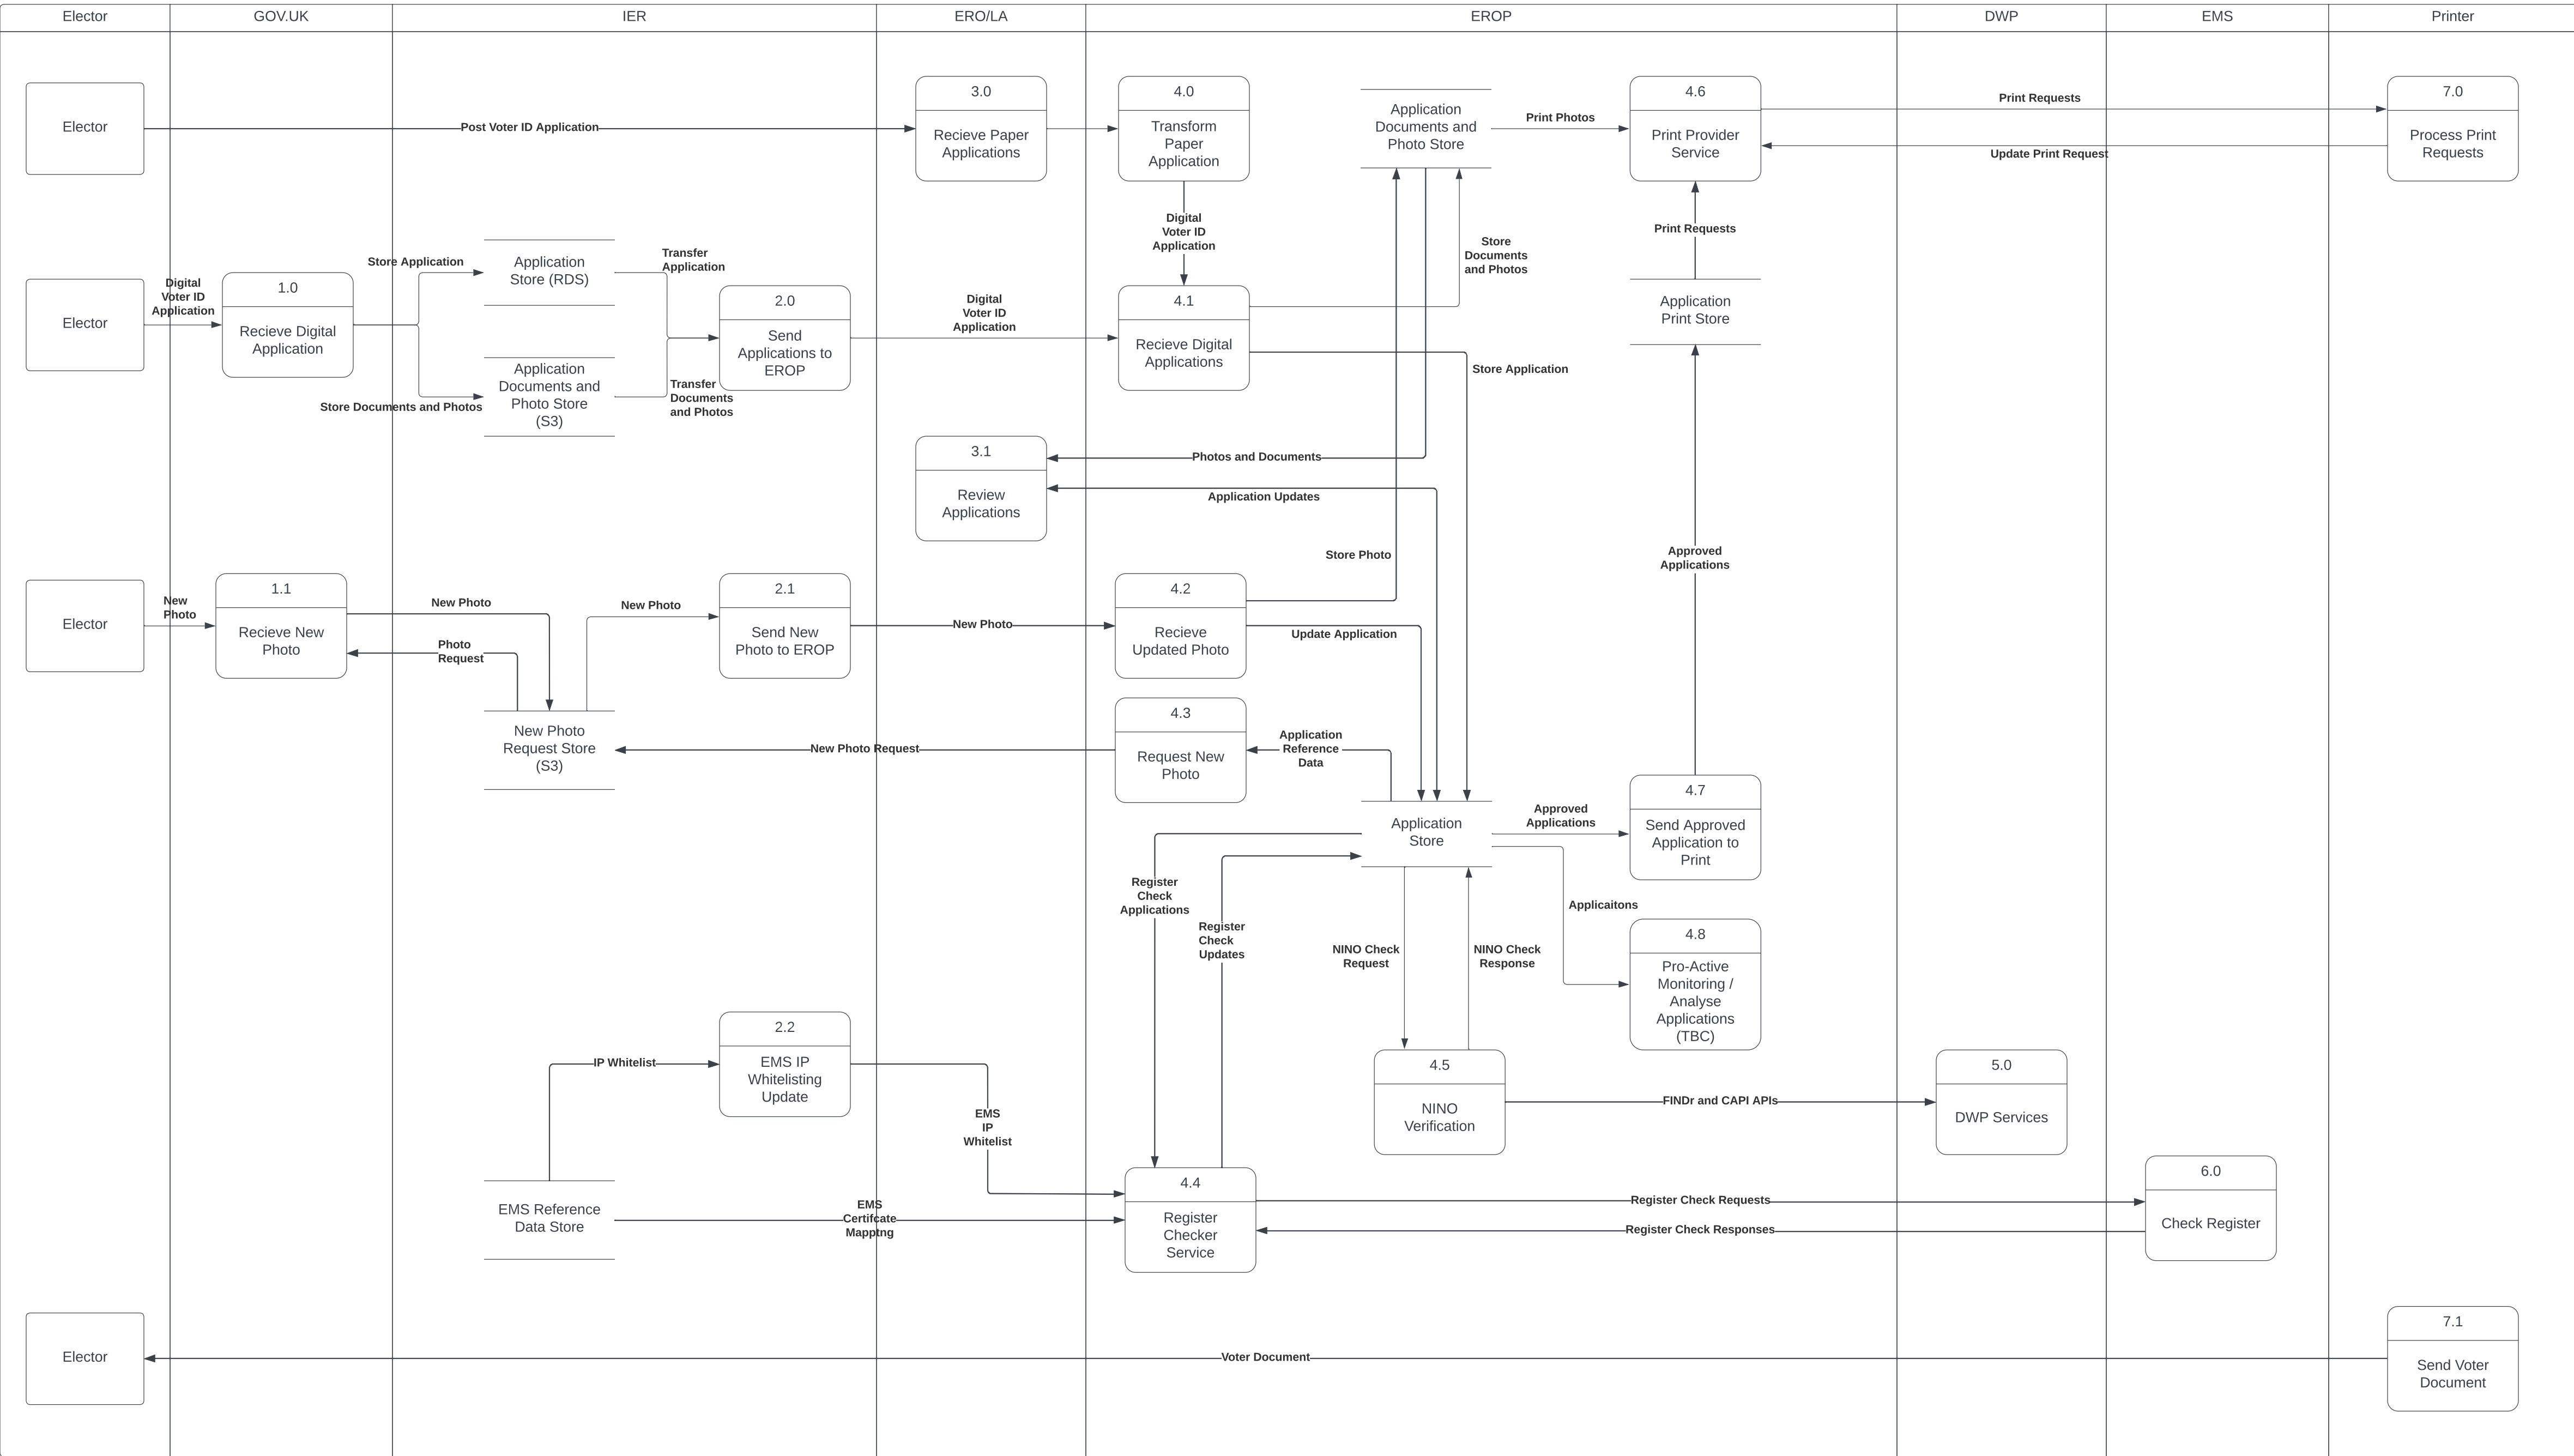 Elector
GOV.UK
IER
ERO/LA
EROP
DWP
EMS
Printer
Elector
Post Voter ID Application
3.0
Recieve Paper
Applications
4.0
Transform
Paper
Application
Application
Documents and
Photo Store
Print Photos
4.6
Print Provider
Service
Print Requests
Update Print Request
7.0
Process Print
Requests
Digital
Voter ID
Application
Store
Documents
and Photos
Print Requests
Elector
Digital
Voter ID
Application
1.0
Recieve Digital
Application
Store Application
Store Documents and Photos
Application
Store (RDS)
Application
Documents and
Photo Store
(S3)
Transfer
Application
Transfer
Documents
and Photos
2.0
Send
Applications to
EROP
Digital
Voter ID
Application
4.1
Recieve Digital
Applications
Store Application
Application
Print Store
3.1
Review
Applications
Photos and Documents
Application Updates
Store Photo
Approved
Applications
Elector
New
Photo
1.1
Recieve New
Photo
New Photo
Photo
Request
New Photo
2.1
Send New
Photo to EROP
New Photo
4.2
Recieve
Updated Photo
Update Application
New Photo
Request Store
(S3)
New Photo Request
4.3
Request New
Photo
Application
Reference
Data
Application
Store
Approved
Applications
4.7
Send Approved
Application to
Print
Register
Check
Applications
Register
Check
Updates
NINO Check
Request
NINO Check
Response
Applicaitons
4.8
Pro-Active
Monitoring /
Analyse
Applications
(TBC)
IP Whitelist
2.2
EMS IP
Whitelisting
Update
EMS
IP
Whitelist
4.5
NINO
Verification
FINDr and CAPI APIs
5.0
DWP Services
EMS Reference
Data Store
EMS
Certifcate
Mapptng
4.4
Register
Checker
Service
Register Check Requests
Register Check Responses
6.0
Check Register
Elector
Voter Document
7.1
Send Voter
Document